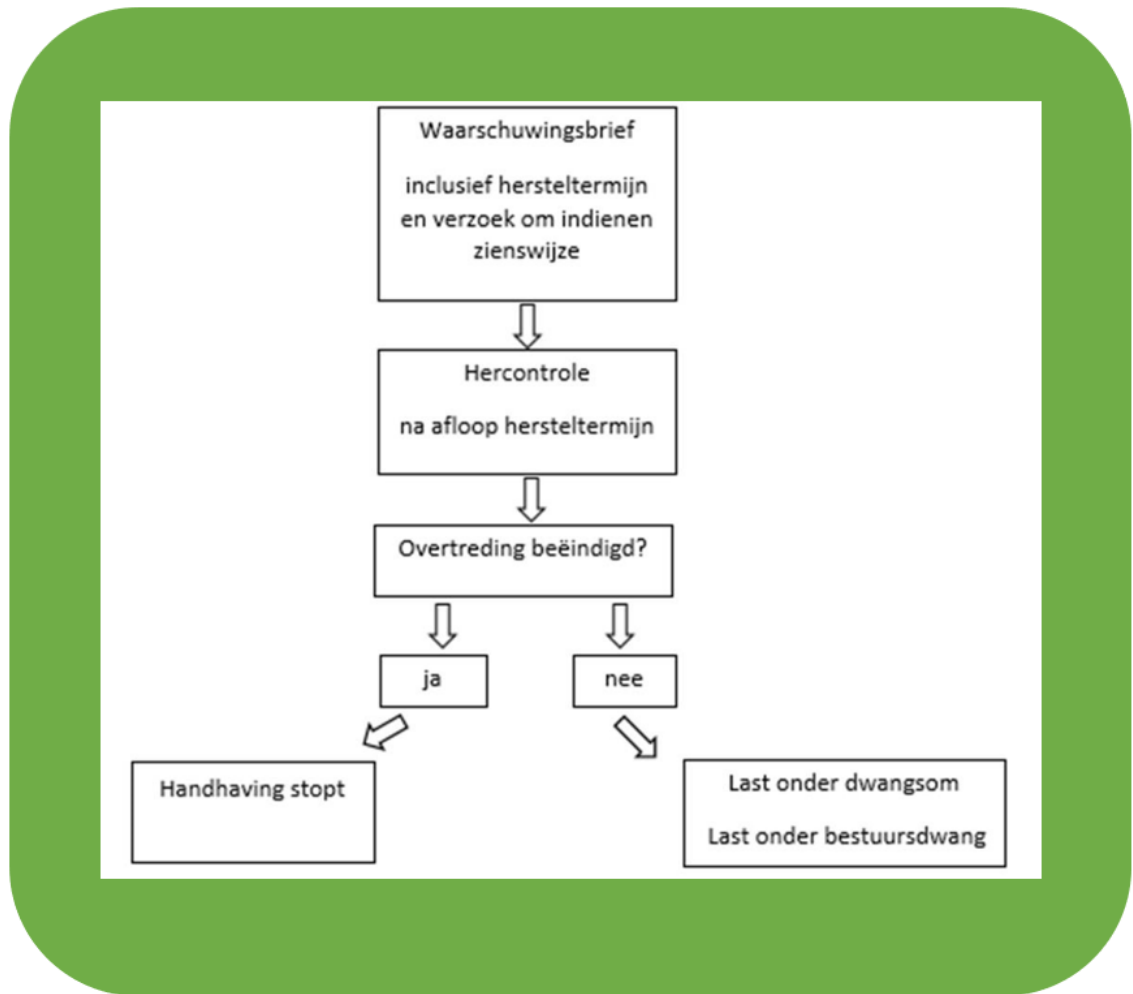 Waarschuwingsbrief
inclusief hersteltermijn
en verzoek om indienen
zienswijze
Hercontrole
na afloop hersteltermijn
Overtreding beëindigd?
ja
nee
Handhaving stopt
Last onder dwangsom
Last onder bestuursdwang